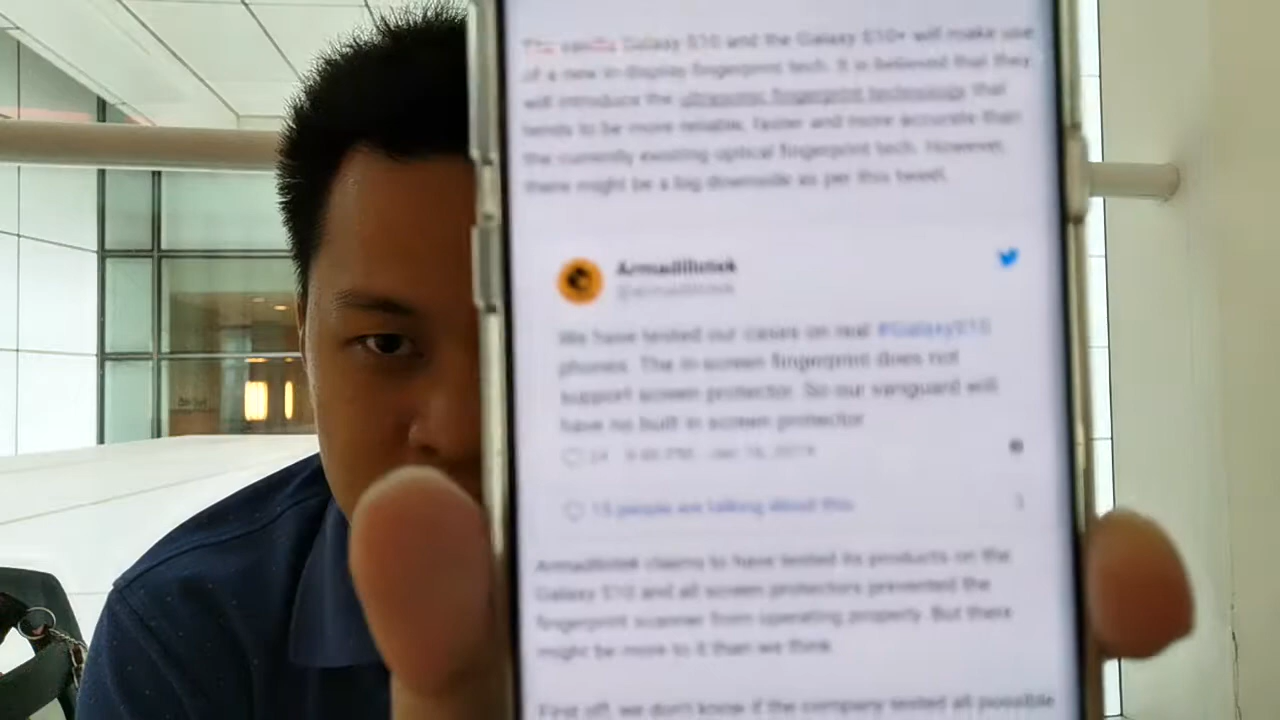 The vanilla Galaxy S10 and the Galaxy S10+ will make use
of a new in-display fingerprint tech. It is believed that they
will introduce the ultrasonic fingerprint technology that
tends to be more reliable, faster and more accurate than
the currently existing optical fingerprint tech. However,
there might be a big downside as per this tweet.
Armadillotek
@armadillotek
We have tested our cases on real #GalaxyS10
phones. The in-screen fingerprint does not
support screen protector. So our vanguard will
have no built in screen protector
15 people are talking about this
Armadillotek claims to have tested its products on the
Galaxy S10 and all screen protectors prevented the
fingerprint scanner from operating properly. But there
might be more to it than we think.
First off, we don't know if the company tested all possible